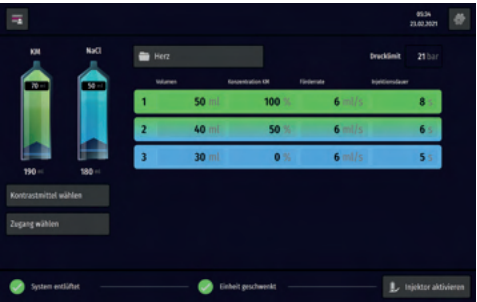 05:34
23.02.2021
KM
NaCl
Herz
Drucklimit 21 bar
Volumen Konzentration KM Förderrate Injektionsdauer
70 ml
50 ml
1 50 ml 100 % 6 ml/s 8 s
2 40 ml 50 % 6 ml/s 6 s
3 30 ml 0 % 6 ml/s 5 s
190 ml
180 ml
Kontrastmittel wählen
Zugang wählen
System entlüftet
Einheit geschwenkt
Injektor aktivieren